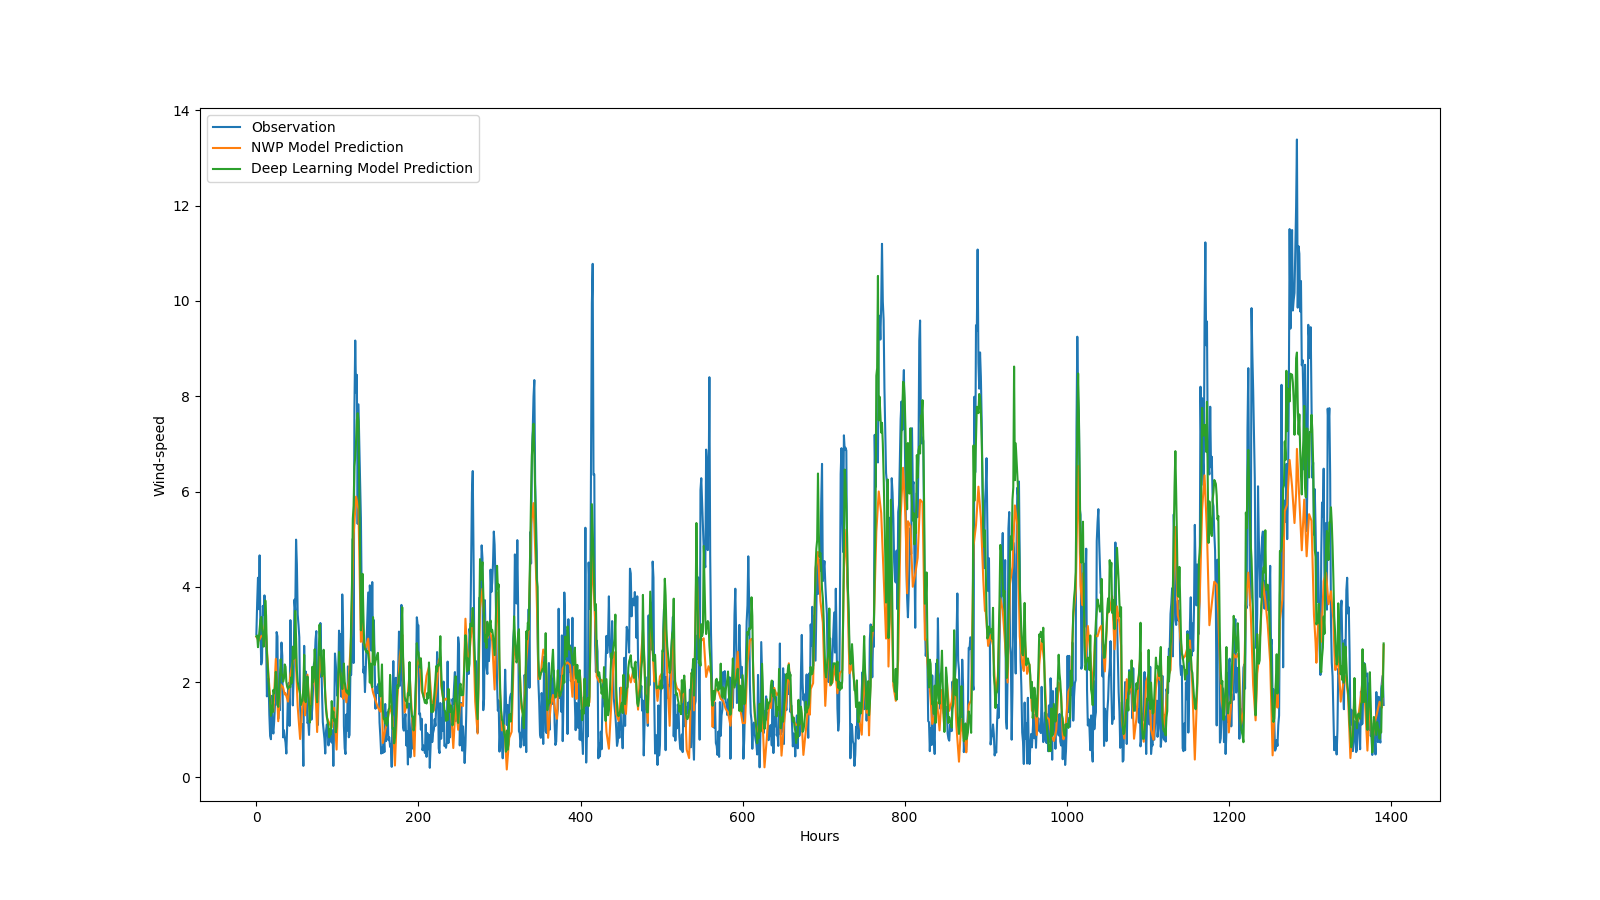 14
12
10
8
6
4
2
0
Wind-speed
Observation
NWP Model Prediction
Deep Learning Model Prediction
0 200 400 600 800 1000 1200 1400
Hours